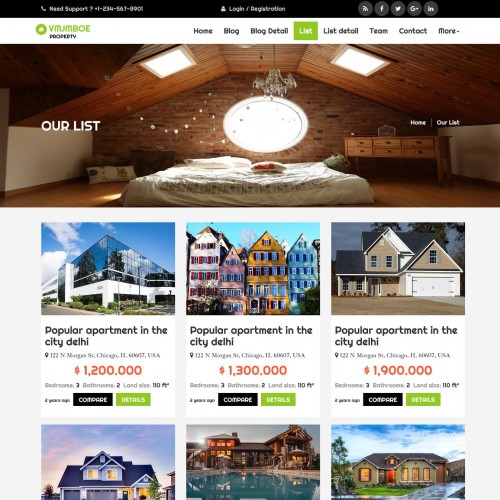 Need Support ? +1-234-567-8901
Login / Registration
VMJMBOE
PROPERTY
Home Blog Blog Detail List List detail Team Contact More
OUR LIST
Home Our List
Popular apartment in the city delhi
122 N Morgan St, Chicago, IL 60607, USA
$ 1,200.000
Bedrooms: 3 Bathrooms: 2 Land size: 110 ft²
2 years ago COMPARE DETAILS
Popular apartment in the city delhi
122 N Morgan St, Chicago, IL 60607, USA
$ 1,300.000
Bedrooms: 3 Bathrooms: 2 Land size: 110 ft²
2 years ago COMPARE DETAILS
Popular apartment in the city delhi
122 N Morgan St, Chicago, IL 60607, USA
$ 1,900.000
Bedrooms: 3 Bathrooms: 2 Land size: 110 ft²
2 years ago COMPARE DETAILS